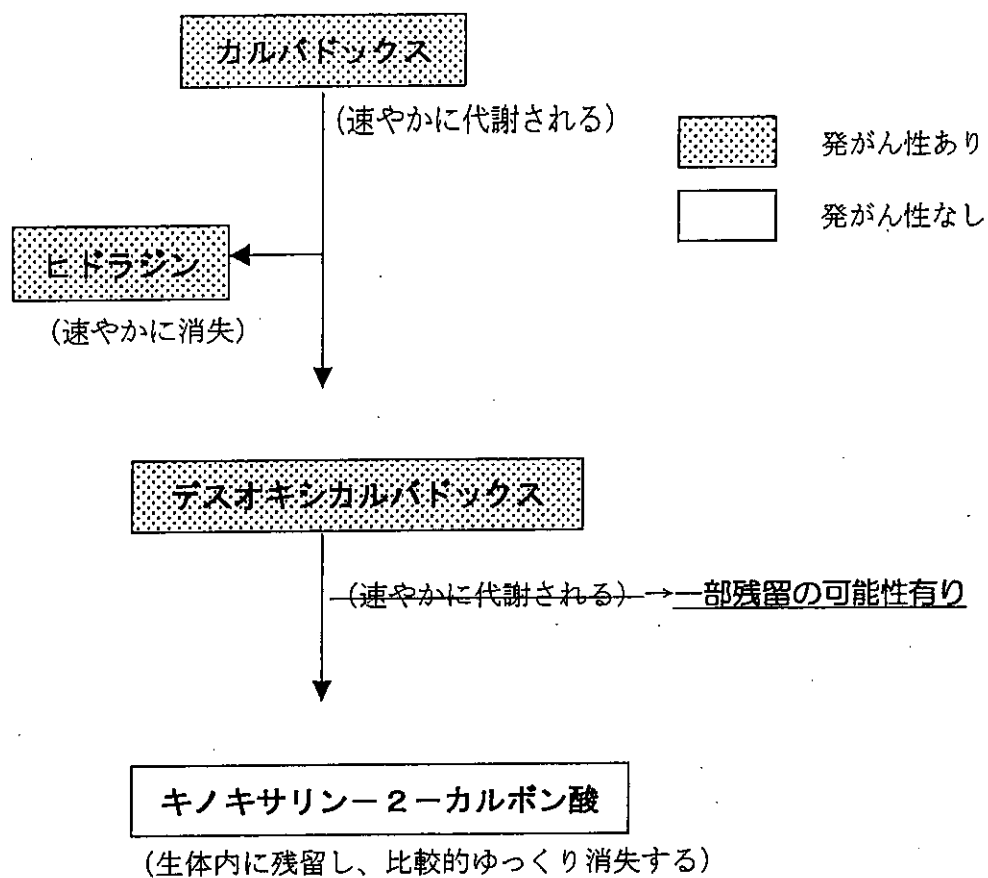 カルバドックス
(速やかに代謝される)
発がん性あり
発がん性なし
ヒドラジン
(速やかに消失)
デスオキシカルバドックス
(速やかに代謝される)→一部残留の可能性有り
キノキサリン－２－カルボン酸
(生体内に残留し、比較的ゆっくり消失する)